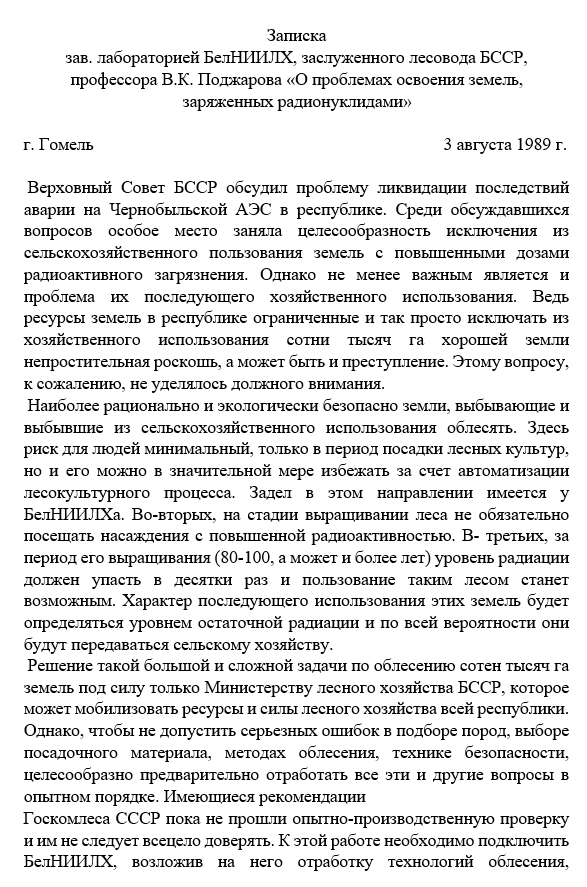 Записка
зав. лабораторией БелНИИЛХ, заслуженного лесовода БССР,
профессора В.К. Поджарова «О проблемах освоения земель,
заряженных радионуклидами»
г. Гомель 3 августа 1989 г.
Верховный Совет БССР обсудил проблему ликвидации последствий
аварии на Чернобыльской АЭС в республике. Среди обсуждавшихся
вопросов особое место заняла целесообразность исключения из
сельскохозяйственного пользования земель с повышенными дозами
радиоактивного загрязнения. Однако не менее важным является и
проблема их последующего хозяйственного использования. Ведь
ресурсы земель в республике ограниченные и так просто исключать из
хозяйственного использования сотни тысяч га хорошей земли
непростительная роскошь, а может быть и преступление. Этому вопросу,
к сожалению, не уделялось должного внимания.
Наиболее рационально и экологически безопасно земли, выбывающие и
выбывшие из сельскохозяйственного использования облесять. Здесь
риск для людей минимальный, только в период посадки лесных культур,
но и его можно в значительной мере избежать за счет автоматизации
лесокультурного процесса. Задел в этом направлении имеется у
БелНИИЛХа. Во-вторых, на стадии выращивании леса не обязательно
посещать насаждения с повышенной радиоактивностью. В- третьих, за
период его выращивания (80-100, а может и более лет) уровень радиации
должен упасть в десятки раз и пользование таким лесом станет
возможным. Характер последующего использования этих земель будет
определяться уровнем остаточной радиации и по всей вероятности они
будут передаваться сельскому хозяйству.
Решение такой большой и сложной задачи по облесению сотен тысяч га
земель под силу только Министерству лесного хозяйства БССР, которое
может мобилизовать ресурсы и силы лесного хозяйства всей республики.
Однако, чтобы не допустить серьезных ошибок в подборе пород, выборе
посадочного материала, методах облесения, технике безопасности,
целесообразно предварительно отработать все эти и другие вопросы в
опытном порядке. Имеющиеся рекомендации
Госкомлеса СССР пока не прошли опытно-производственную проверку
и им не следует всецело доверять. К этой работе необходимо подключить
БелНИИЛХ, возложив на него отработку технологий облесения,